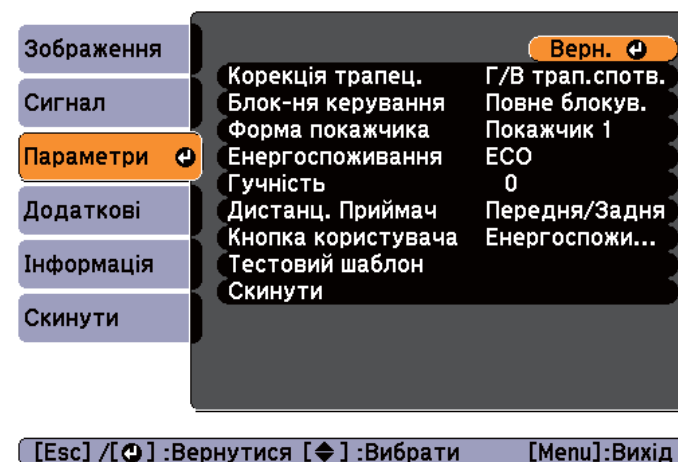 Зображення
Сигнал
Параметри
Додаткові
Інформація
Скинути
Верн.
Корекція трапец. Г/В трап.спотв.
Блок-ня керування Повне блокув.
Форма покажчика Покажчик 1
Енергоспоживання ECO
Гучність 0
Дистанц. Приймач Передня/Задня
Кнопка користувача Енергоспожи...
Тестовий шаблон
Скинути
[Esc] /[⏎] :Вернутися [◆] :Вибрати [Menu]:Вихід